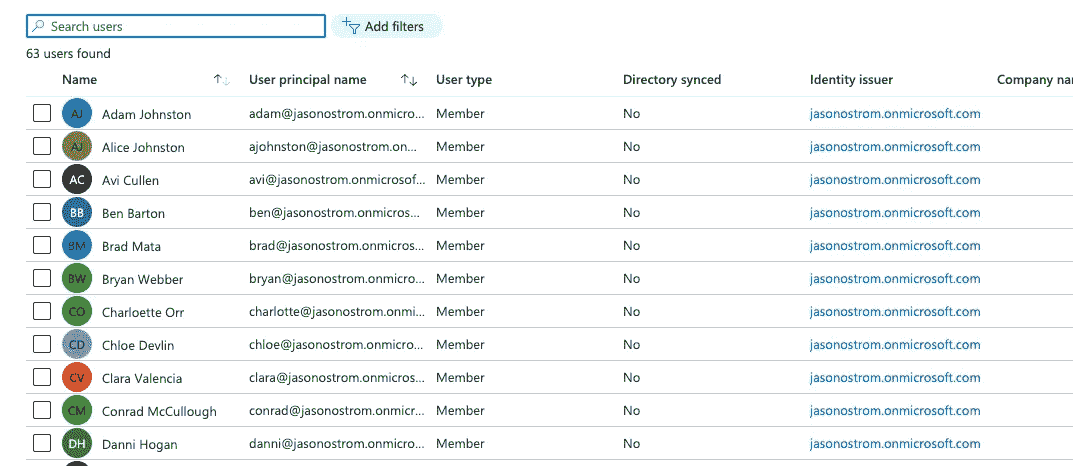 Search users
Add filters
63 users found
Name User principal name User type Directory synced Identity issuer Company na
AJ Adam Johnston adam@jasonostrom.onmicro... Member No jasonostrom.onmicrosoft.com
AJ Alice Johnston ajohnston@jasonostrom.on... Member No jasonostrom.onmicrosoft.com
AC Avi Cullen avi@jasonostrom.onmicrosof... Member No jasonostrom.onmicrosoft.com
BB Ben Barton ben@jasonostrom.onmicros... Member No jasonostrom.onmicrosoft.com
BM Brad Mata brad@jasonostrom.onmicros... Member No jasonostrom.onmicrosoft.com
BW Bryan Webber bryan@jasonostrom.onmicr... Member No jasonostrom.onmicrosoft.com
CO Charloette Orr charlotte@jasonostrom.onmi... Member No jasonostrom.onmicrosoft.com
CD Chloe Devlin chloe@jasonostrom.onmicro... Member No jasonostrom.onmicrosoft.com
CV Clara Valencia clara@jasonostrom.onmicros... Member No jasonostrom.onmicrosoft.com
CM Conrad McCullough conrad@jasonostrom.onmicr... Member No jasonostrom.onmicrosoft.com
DH Danni Hogan danni@jasonostrom.onmicro... Member No jasonostrom.onmicrosoft.com